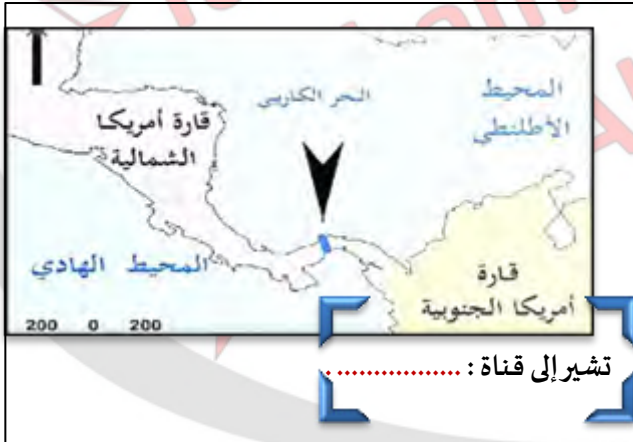 المحيط
الأطلنطي
البحر الكاريبي
قارة أمريكا
الشمالية
المحيط الهادي
قارة
أمريكا الجنوبية
200 0 200
تشير إلى قناة : ................. .